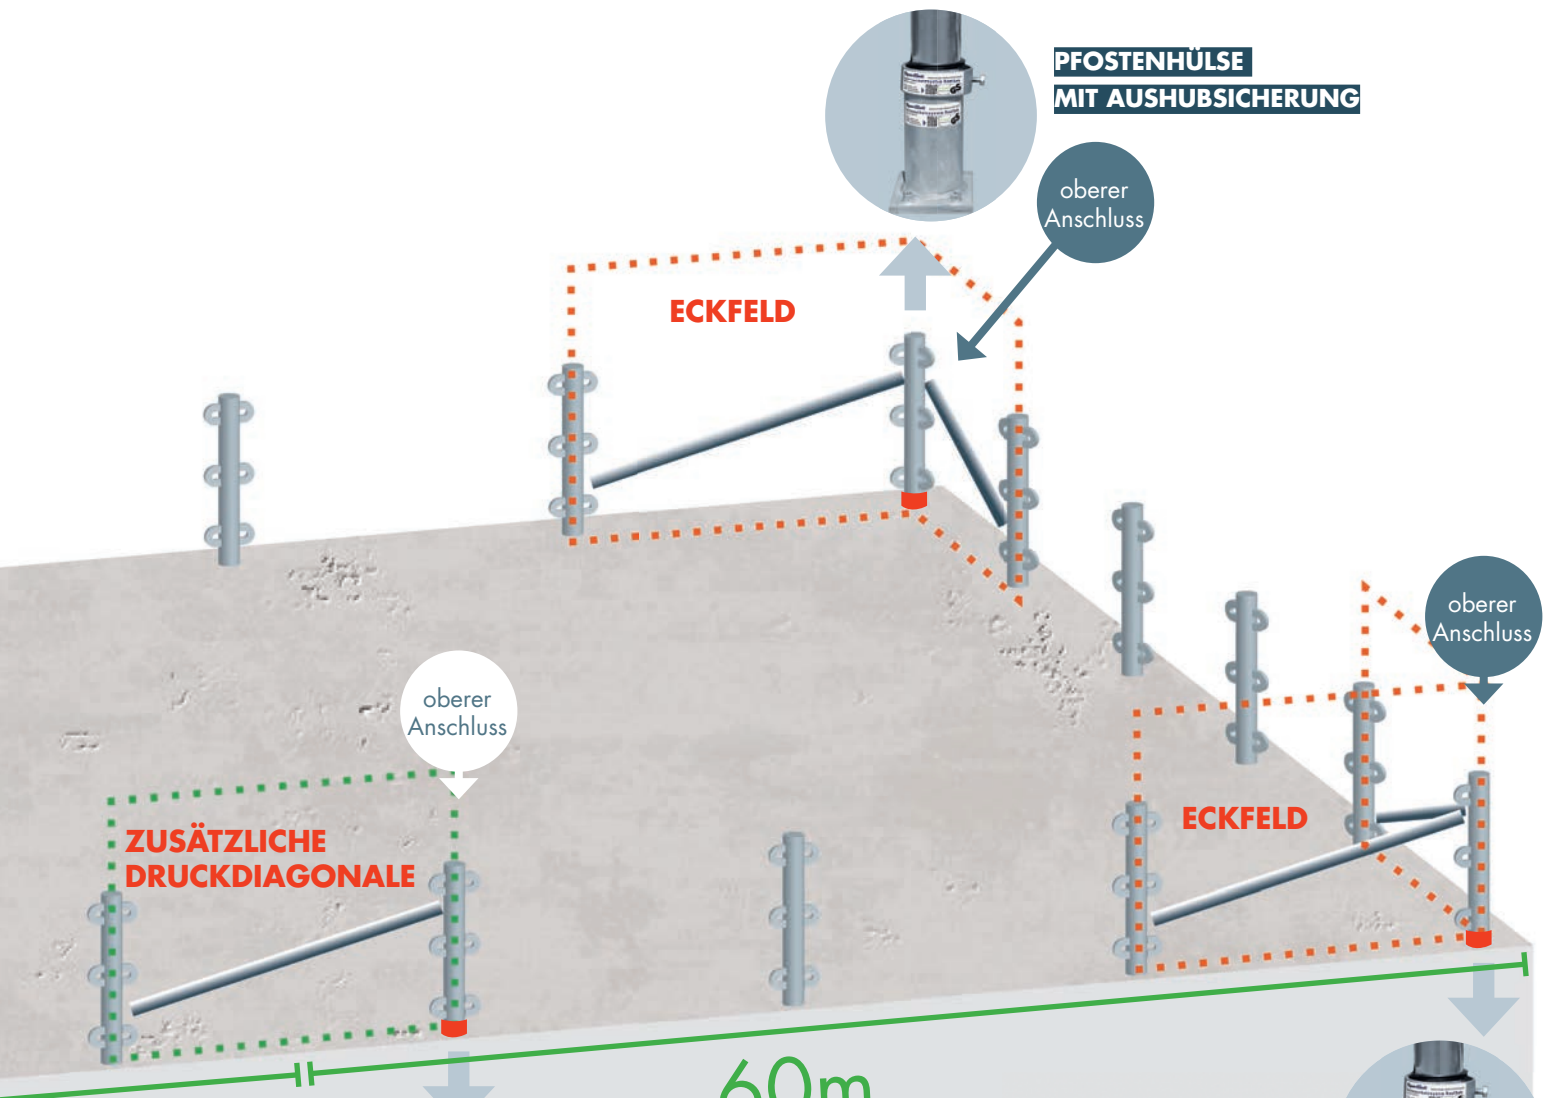 PFOSTENHÜLSE
MIT AUSHUBSICHERUNG
oberer
Anschluss
ECKFELD
oberer
Anschluss
oberer
Anschluss
ECKFELD
ZUSÄTZLICHE
DRUCKDIAGONALE
60m